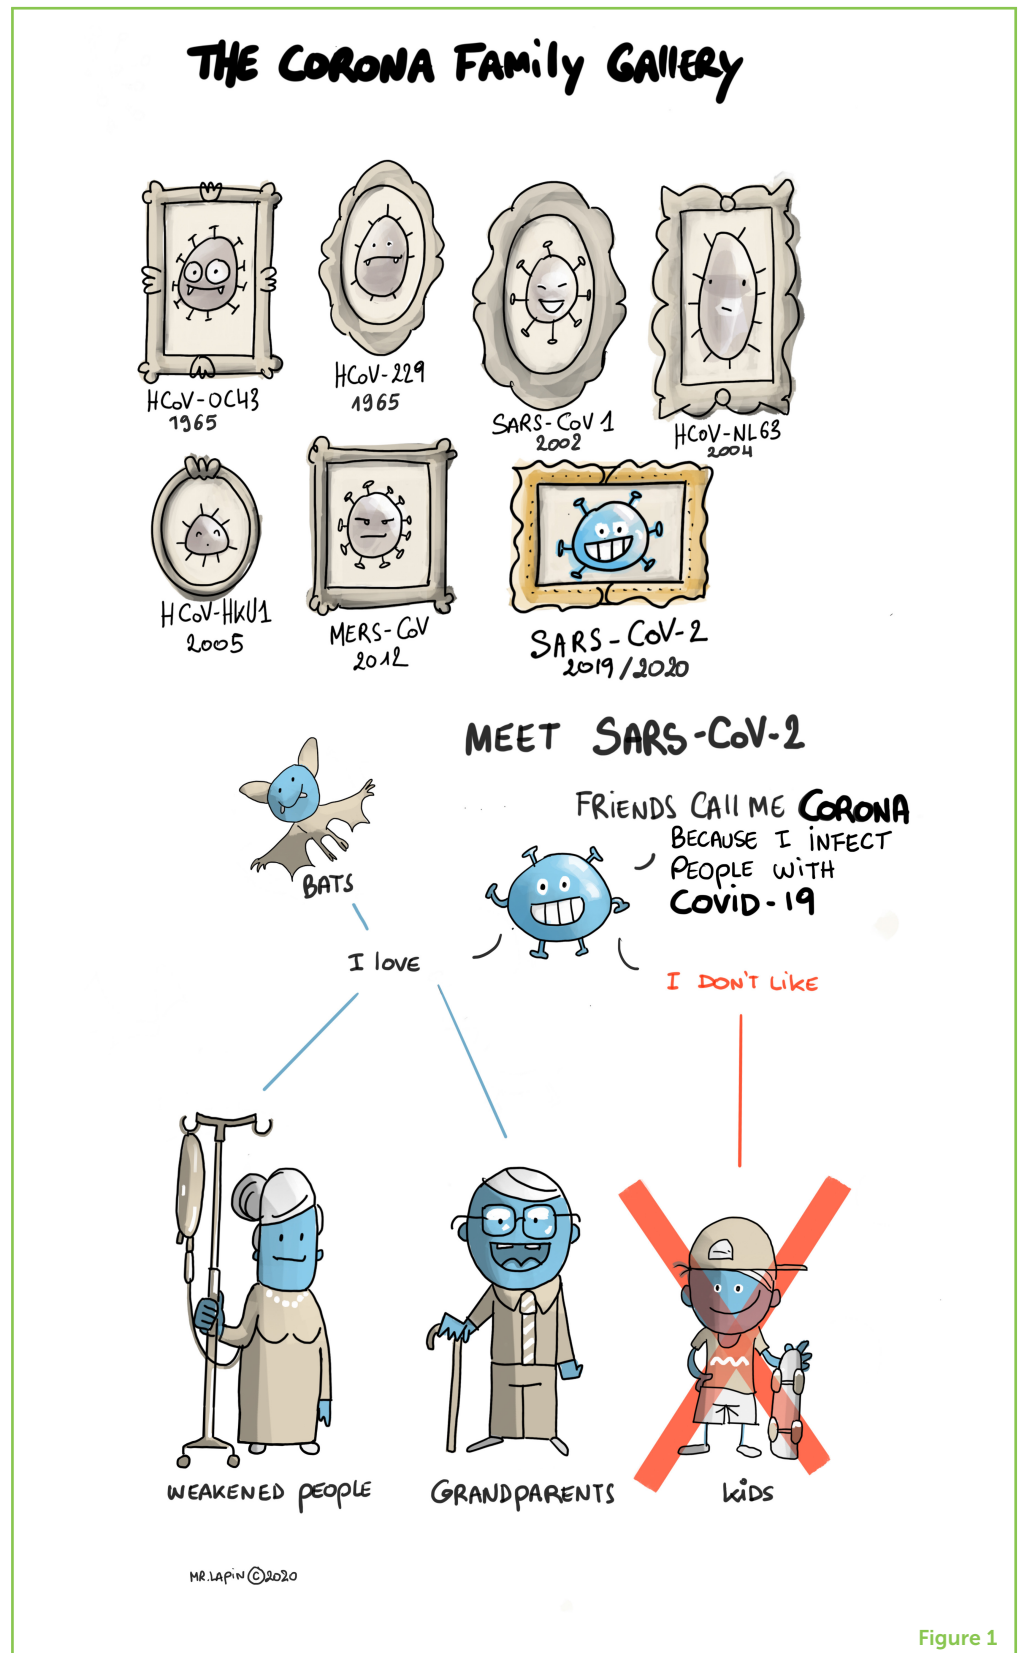 THE CORONA FAMily GAllERY
HCoV-OC43
1965
HCoV-229
1965
SARS-CoV 1
2002
HCoV-NL63
2004
HCoV-HKU1
2005
MERS-CoV
2012
SARS-CoV-2
2019/2020
MEET SARS-CoV-2
FRIENDS CAll ME CORONA
BECAUSE I INFECT
PEOPLE WITH
COVID-19
BATS
I love
I DON'T LIKE
WEAKENED PEOPLE
GRANDPARENTS
KIDS
MR.LAPIN ©2020
Figure 1